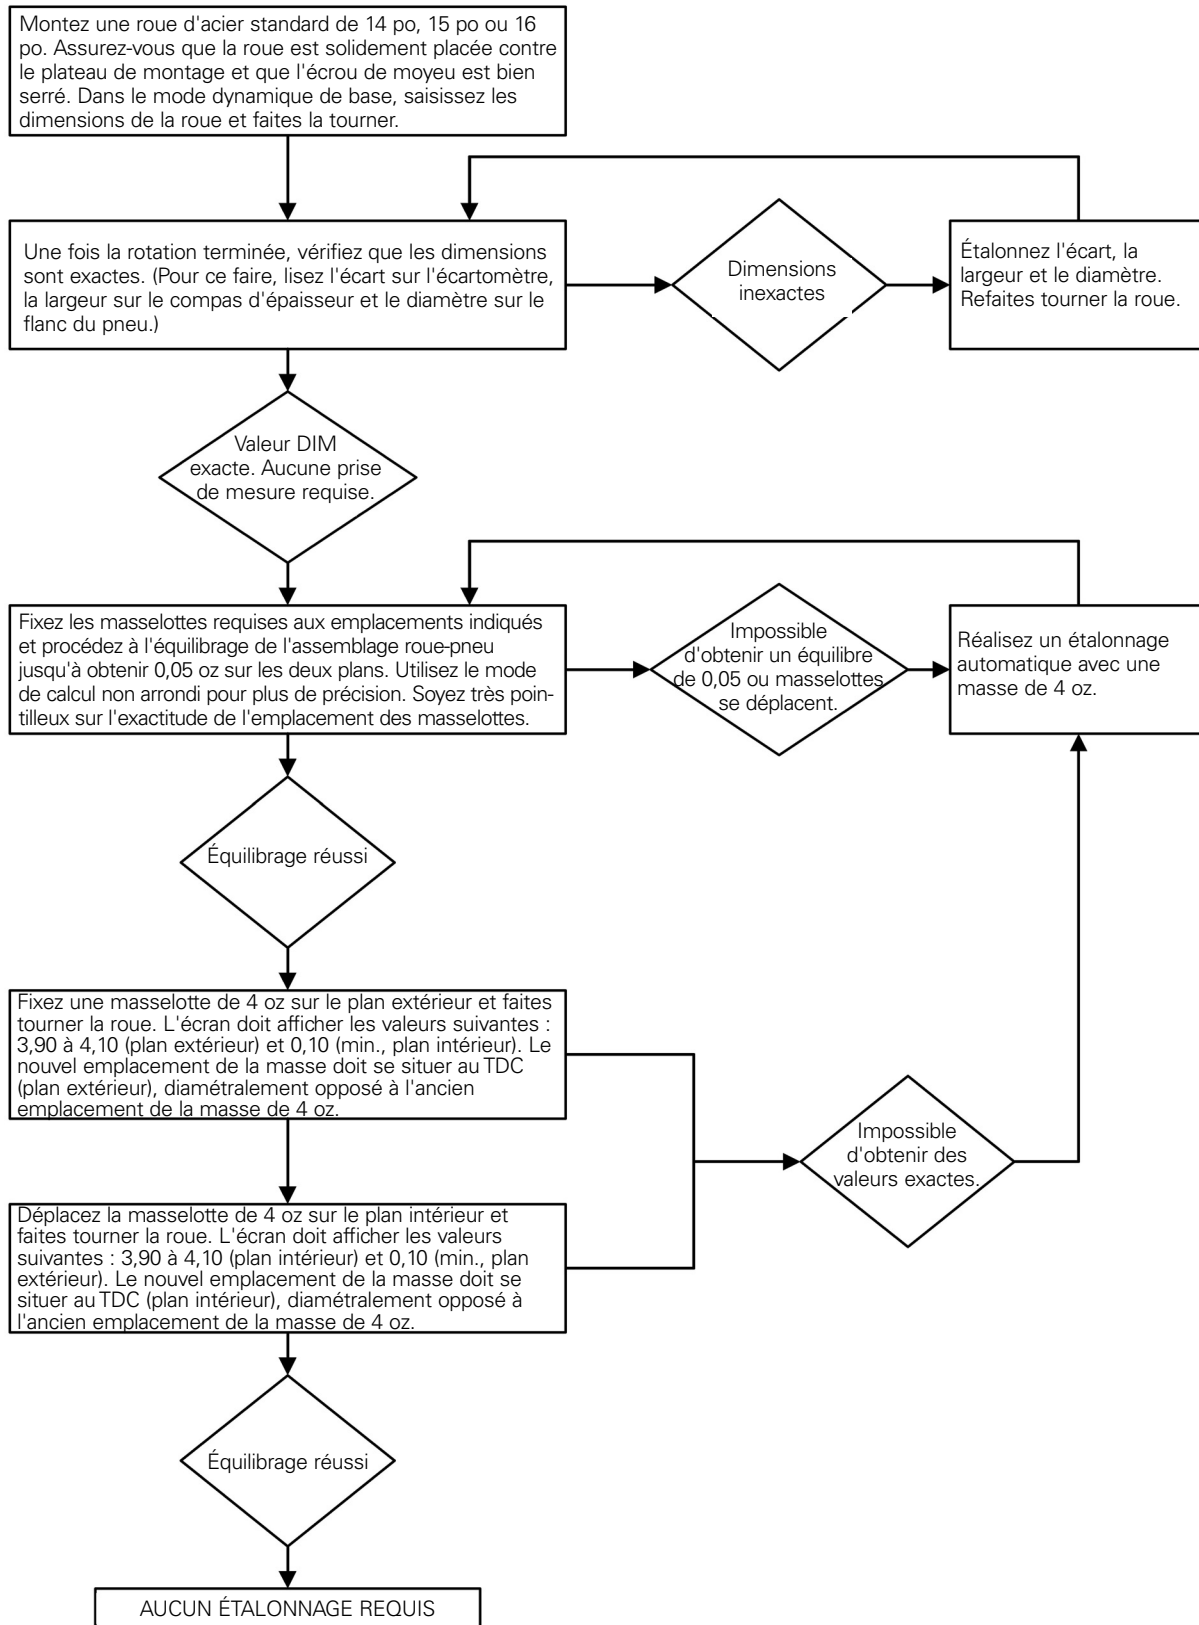 Montez une roue d'acier standard de 14 po, 15 po ou 16
po. Assurez-vous que la roue est solidement placée contre
le plateau de montage et que l'écrou de moyeu est bien
serré. Dans le mode dynamique de base, saisissez les
dimensions de la roue et faites la tourner.
Une fois la rotation terminée, vérifiez que les dimensions
sont exactes. (Pour ce faire, lisez l'écart sur l'écartomètre,
la largeur sur le compas d'épaisseur et le diamètre sur le
flanc du pneu.)
Dimensions
inexactes
Étalonnez l'écart, la
largeur et le diamètre.
Refaites tourner la roue.
Valeur DIM
exacte. Aucune prise
de mesure requise.
Fixez les masselottes requises aux emplacements indiqués
et procédez à l'équilibrage de l'assemblage roue-pneu
jusqu'à obtenir 0,05 oz sur les deux plans. Utilisez le mode
de calcul non arrondi pour plus de précision. Soyez très poin-
tilleux sur l'exactitude de l'emplacement des masselottes.
Impossible
d'obtenir un équilibre
de 0,05 ou masselottes
se déplacent.
Réalisez un étalonnage
automatique avec une
masse de 4 oz.
Équilibrage réussi
Fixez une masselotte de 4 oz sur le plan extérieur et faites
tourner la roue. L'écran doit afficher les valeurs suivantes :
3,90 à 4,10 (plan extérieur) et 0,10 (min., plan intérieur). Le
nouvel emplacement de la masse doit se situer au TDC
(plan extérieur), diamétralement opposé à l'ancien
emplacement de la masse de 4 oz.
Impossible
d'obtenir des
valeurs exactes.
Déplacez la masselotte de 4 oz sur le plan intérieur et
faites tourner la roue. L'écran doit afficher les valeurs
suivantes : 3,90 à 4,10 (plan intérieur) et 0,10 (min., plan
extérieur). Le nouvel emplacement de la masse doit se
situer au TDC (plan intérieur), diamétralement opposé à
l'ancien emplacement de la masse de 4 oz.
Équilibrage réussi
AUCUN ÉTALONNAGE REQUIS